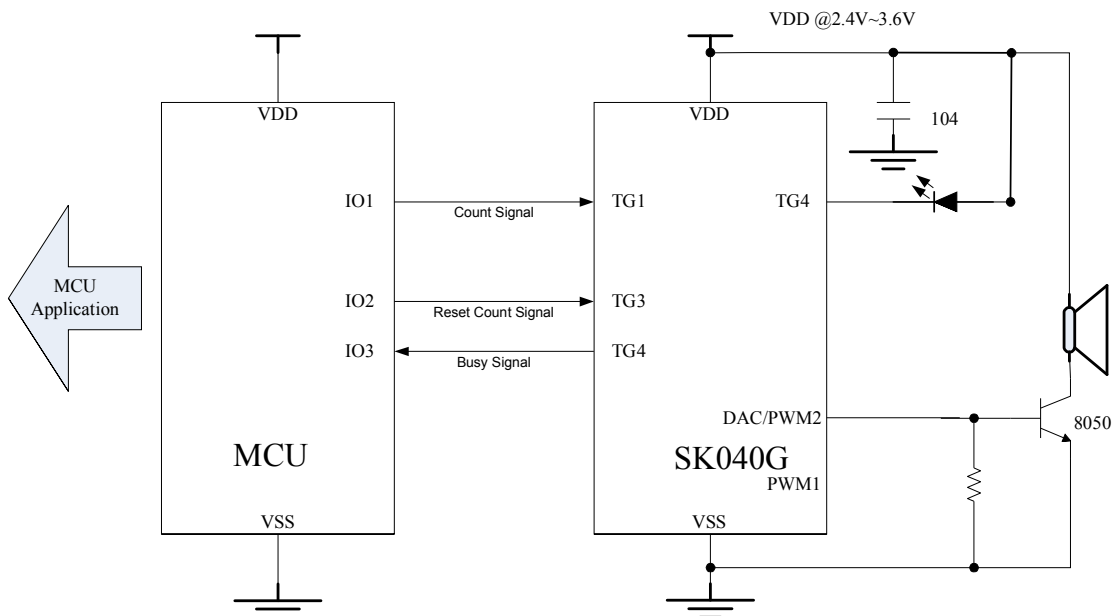 VDD @2.4V~3.6V
VDD
VDD
104
IO1
Count Signal
TG1
TG4
MCU
Application
IO2
Reset Count Signal
TG3
IO3
Busy Signal
TG4
DAC/PWM2
8050
MCU
SK040G
PWM1
VSS
VSS